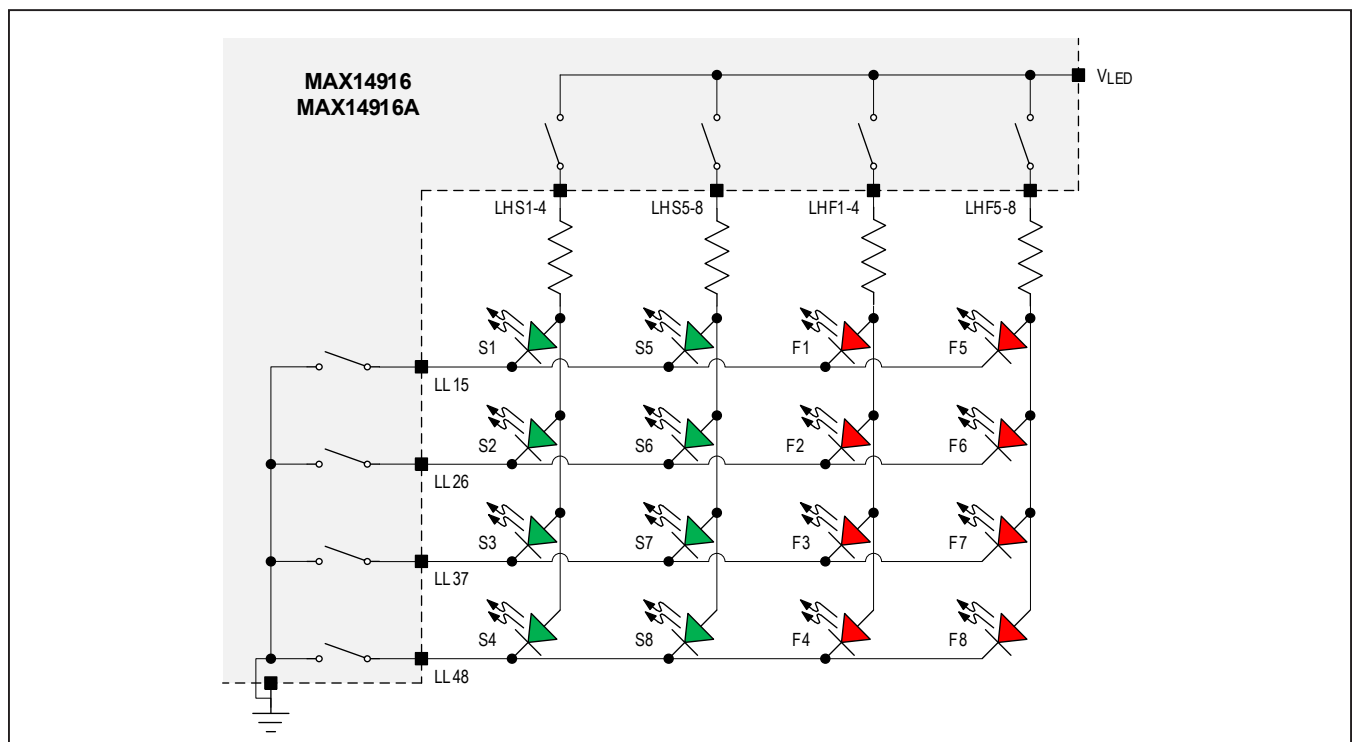 MAX14916
MAX14916A
VLED
LHS1-4
LHS5-8
LHF1-4
LHF5-8
S1
S5
F1
F5
LL15
S2
S6
F2
F6
LL26
S3
S7
F3
F7
LL37
S4
S8
F4
F8
LL48